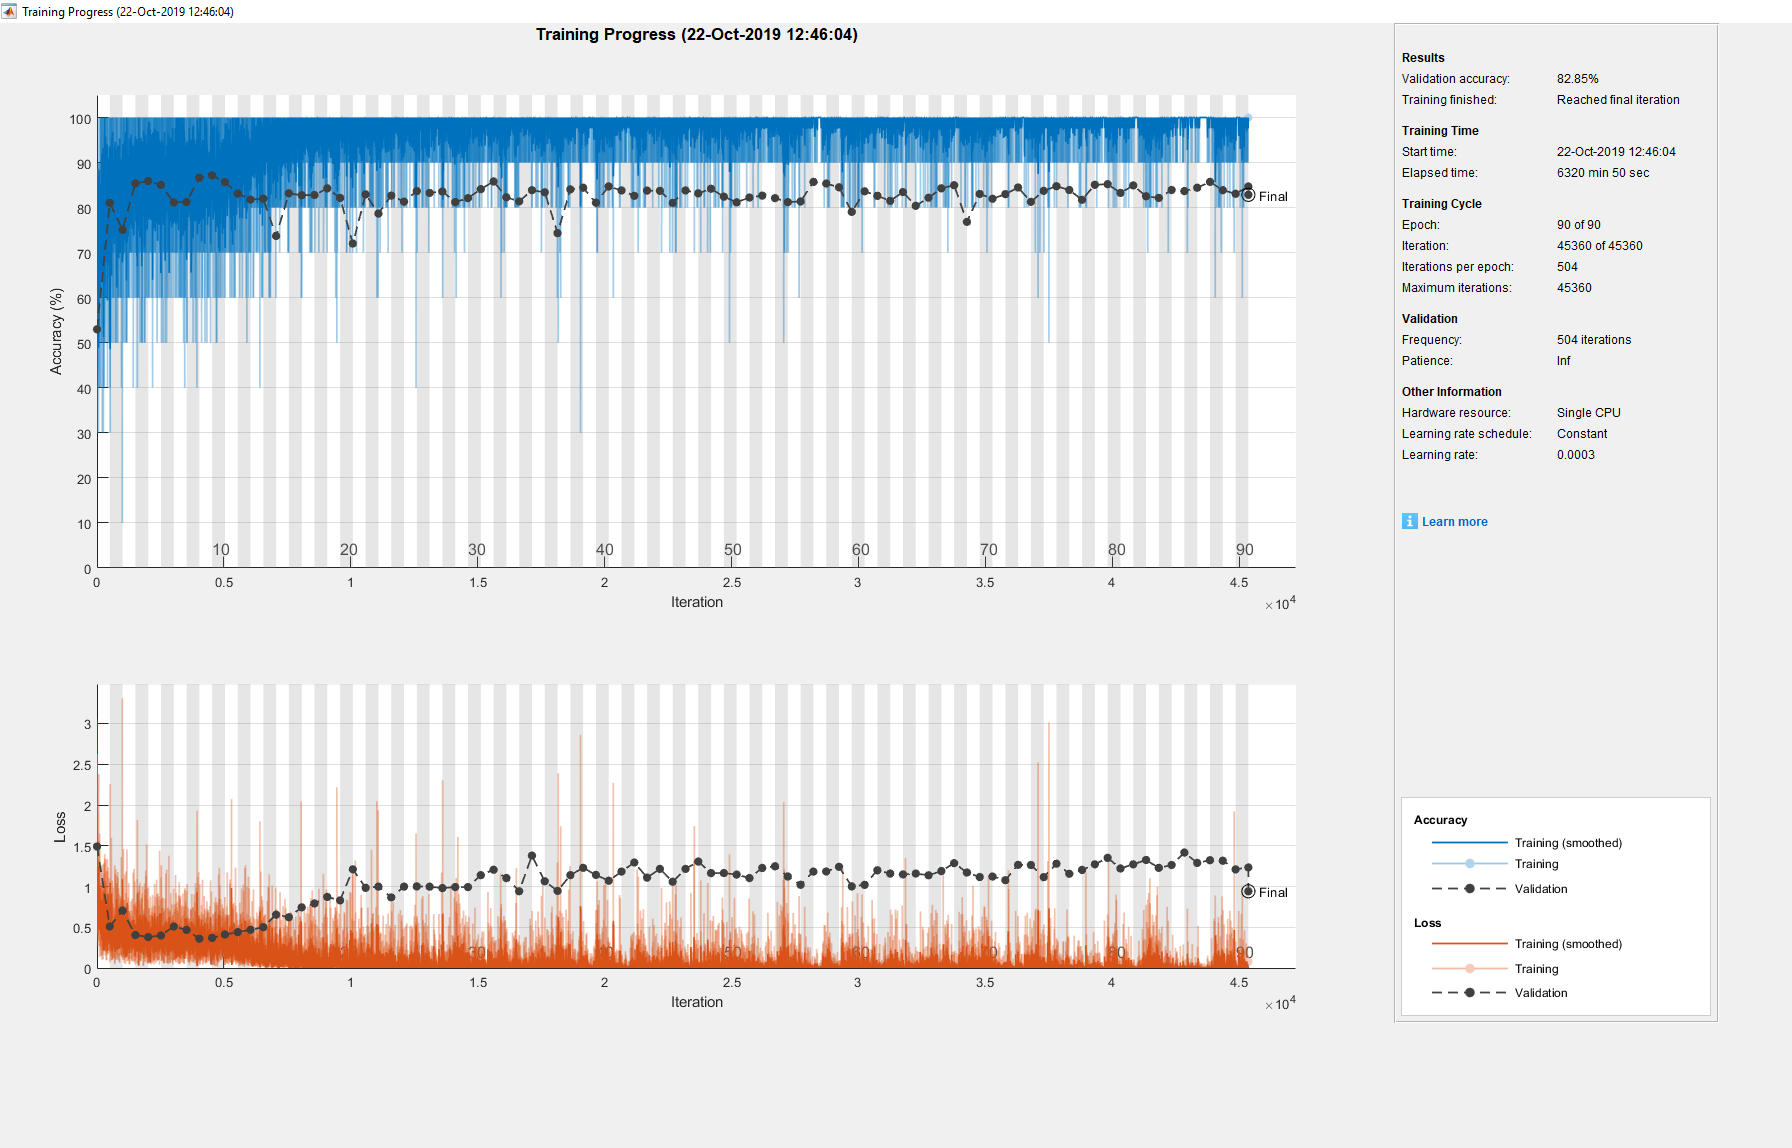 Training Progress (22-Oct-2019 12:46:04)
Training Progress (22-Oct-2019 12:46:04)
Accuracy (%)
100
90
80
70
60
50
40
30
20
10
0
Final
10 20 30 40 50 60 70 80 90
0 0.5 1 1.5 2 2.5 3 3.5 4 4.5
Iteration
×10^4
Loss
3
2.5
2
1.5
1
0.5
0
Final
30 40 50 60 70 80 90
0 0.5 1 1.5 2 2.5 3 3.5 4 4.5
Iteration
×10^4
Results
Validation accuracy: 82.85%
Training finished: Reached final iteration
Training Time
Start time: 22-Oct-2019 12:46:04
Elapsed time: 6320 min 50 sec
Training Cycle
Epoch: 90 of 90
Iteration: 45360 of 45360
Iterations per epoch: 504
Maximum iterations: 45360
Validation
Frequency: 504 iterations
Patience: Inf
Other Information
Hardware resource: Single CPU
Learning rate schedule: Constant
Learning rate: 0.0003
i Learn more
Accuracy
Training (smoothed)
Training
Validation
Loss
Training (smoothed)
Training
Validation